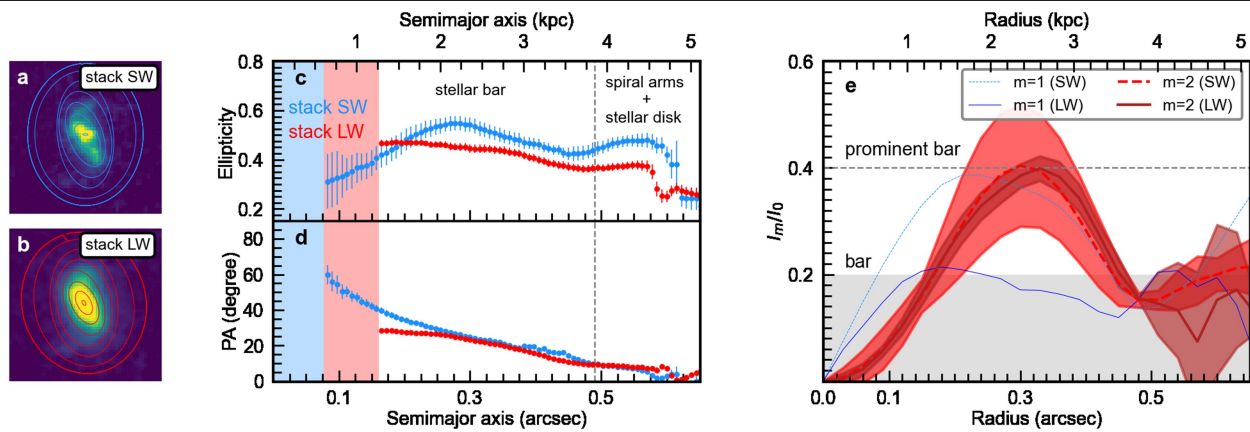 a
stack SW
b
stack LW
Semimajor axis (kpc)
1 2 3 4 5
c
stellar bar
spiral arms
+
stellar disk
stack SW
stack LW
Ellipticity
0.8
0.6
0.4
0.2
d
PA (degree)
80
60
40
20
0
0.1 0.3 0.5
Semimajor axis (arcsec)
Radius (kpc)
1 2 3 4 5
e
m=1 (SW)
m=1 (LW)
m=2 (SW)
m=2 (LW)
prominent bar
bar
Im/I0
0.6
0.4
0.2
0
0.0 0.1 0.3 0.5
Radius (arcsec)